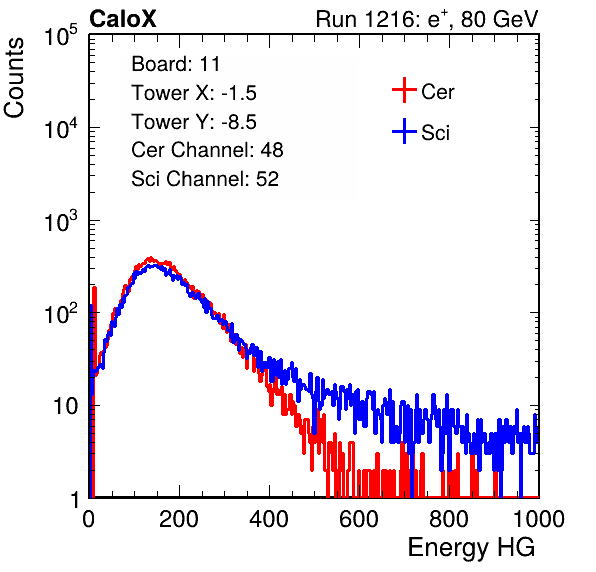 CaloX Run 1216: e⁺, 80 GeV
Counts
Board: 11
Tower X: -1.5
Tower Y: -8.5
Cer Channel: 48
Sci Channel: 52
Cer
Sci
10⁵
10⁴
10³
10²
10
1
0 200 400 600 800 1000
Energy HG